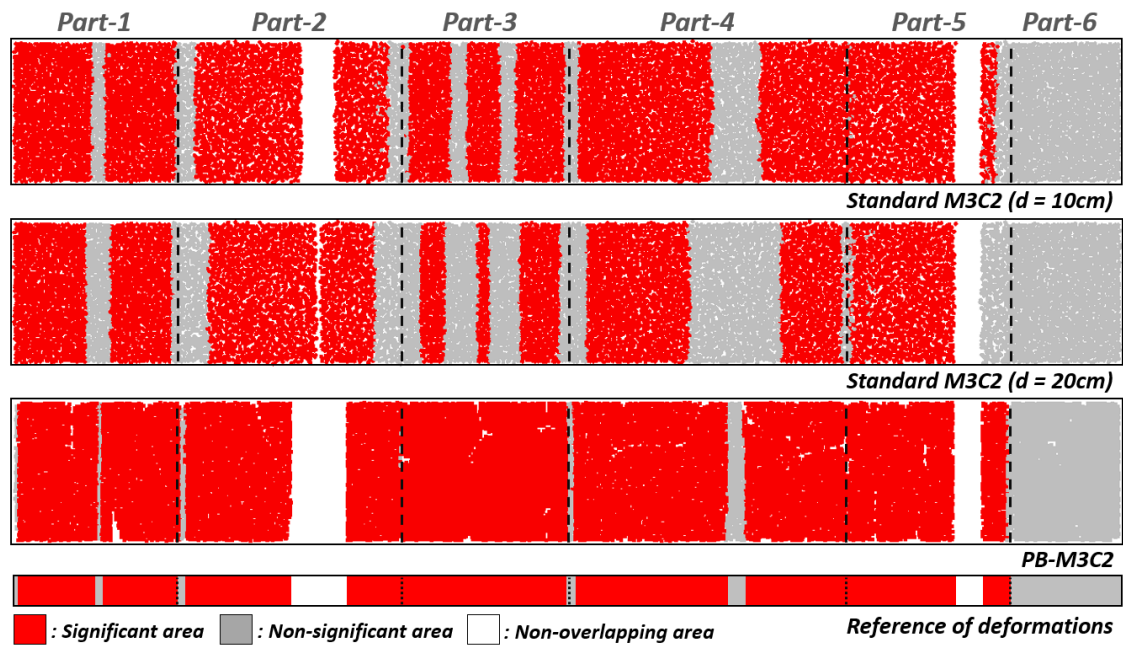 Part-1 Part-2 Part-3 Part-4 Part-5 Part-6
Standard M3C2 (d = 10cm)
Standard M3C2 (d = 20cm)
PB-M3C2
: Significant area : Non-significant area : Non-overlapping area Reference of deformations